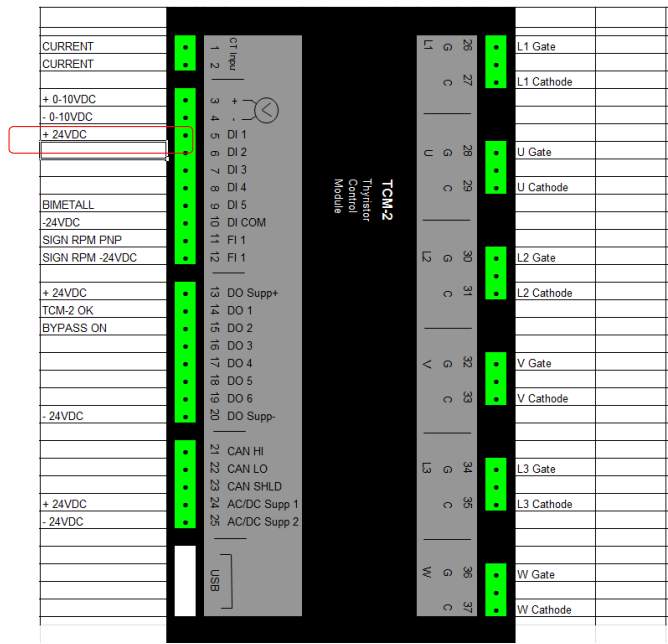 CURRENT
CURRENT
+ 0-10VDC
- 0-10VDC
+ 24VDC
BIMETALL
-24VDC
SIGN RPM PNP
SIGN RPM -24VDC
+ 24VDC
TCM-2 OK
BYPASS ON
- 24VDC
+ 24VDC
- 24VDC
1
2
CT Input
3 +
4 -
V
5 DI 1
6 DI 2
7 DI 3
8 DI 4
9 DI 5
10 DI COM
11 FI 1
12 FI 1
13 DO Supp+
14 DO 1
15 DO 2
16 DO 3
17 DO 4
18 DO 5
19 DO 6
20 DO Supp-
21 CAN HI
22 CAN LO
23 CAN SHLD
24 AC/DC Supp 1
25 AC/DC Supp 2
USB
TCM-2
Thyristor
Control
Module
L1 G 26
C 27
U G 28
C 29
L2 G 30
C 31
V G 32
C 33
L3 G 34
C 35
W G 36
C 37
L1 Gate
L1 Cathode
U Gate
U Cathode
L2 Gate
L2 Cathode
V Gate
V Cathode
L3 Gate
L3 Cathode
W Gate
W Cathode